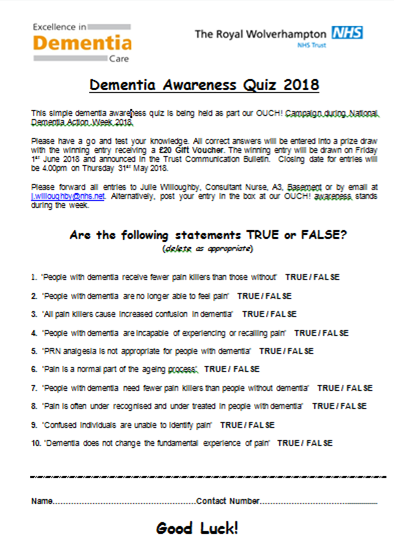 Excellence in
Dementia
Care
The Royal Wolverhampton NHS
NHS Trust
Dementia Awareness Quiz 2018
This simple dementia awareness quiz is being held as part our OUCH! Campaign during National
Dementia Action Week 2018.
Please have a go and test your knowledge. All correct answers will be entered into a prize draw
with the winning entry receiving a £20 Gift Voucher. The winning entry will be drawn on Friday
1st June 2018 and announced in the Trust Communication Bulletin. Closing date for entries will
be 4.00pm on Thursday 31st May 2018.
Please forward all entries to Julie Willoughby, Consultant Nurse, A3, Basement or by email at
j.willoughby@nhs.net. Alternatively, post your entry in the box at our OUCH! awareness stands
during the week.
Are the following statements TRUE or FALSE?
(delete as appropriate)
1. 'People with dementia receive fewer pain killers than those without' TRUE / FALSE
2. 'People with dementia are no longer able to feel pain' TRUE / FALSE
3. 'All pain killers cause increased confusion in dementia' TRUE / FALSE
4. 'People with dementia are incapable of experiencing or recalling pain' TRUE / FALSE
5. 'PRN analgesia is not appropriate for people with dementia' TRUE / FALSE
6. 'Pain is a normal part of the ageing process' TRUE / FALSE
7. 'People with dementia need fewer pain killers than people without dementia' TRUE / FALSE
8. 'Pain is often under recognised and under treated in people with dementia' TRUE / FALSE
9. 'Confused individuals are unable to identify pain' TRUE / FALSE
10. 'Dementia does not change the fundamental experience of pain' TRUE / FALSE
Name.......................................................Contact Number.............................................
Good Luck!